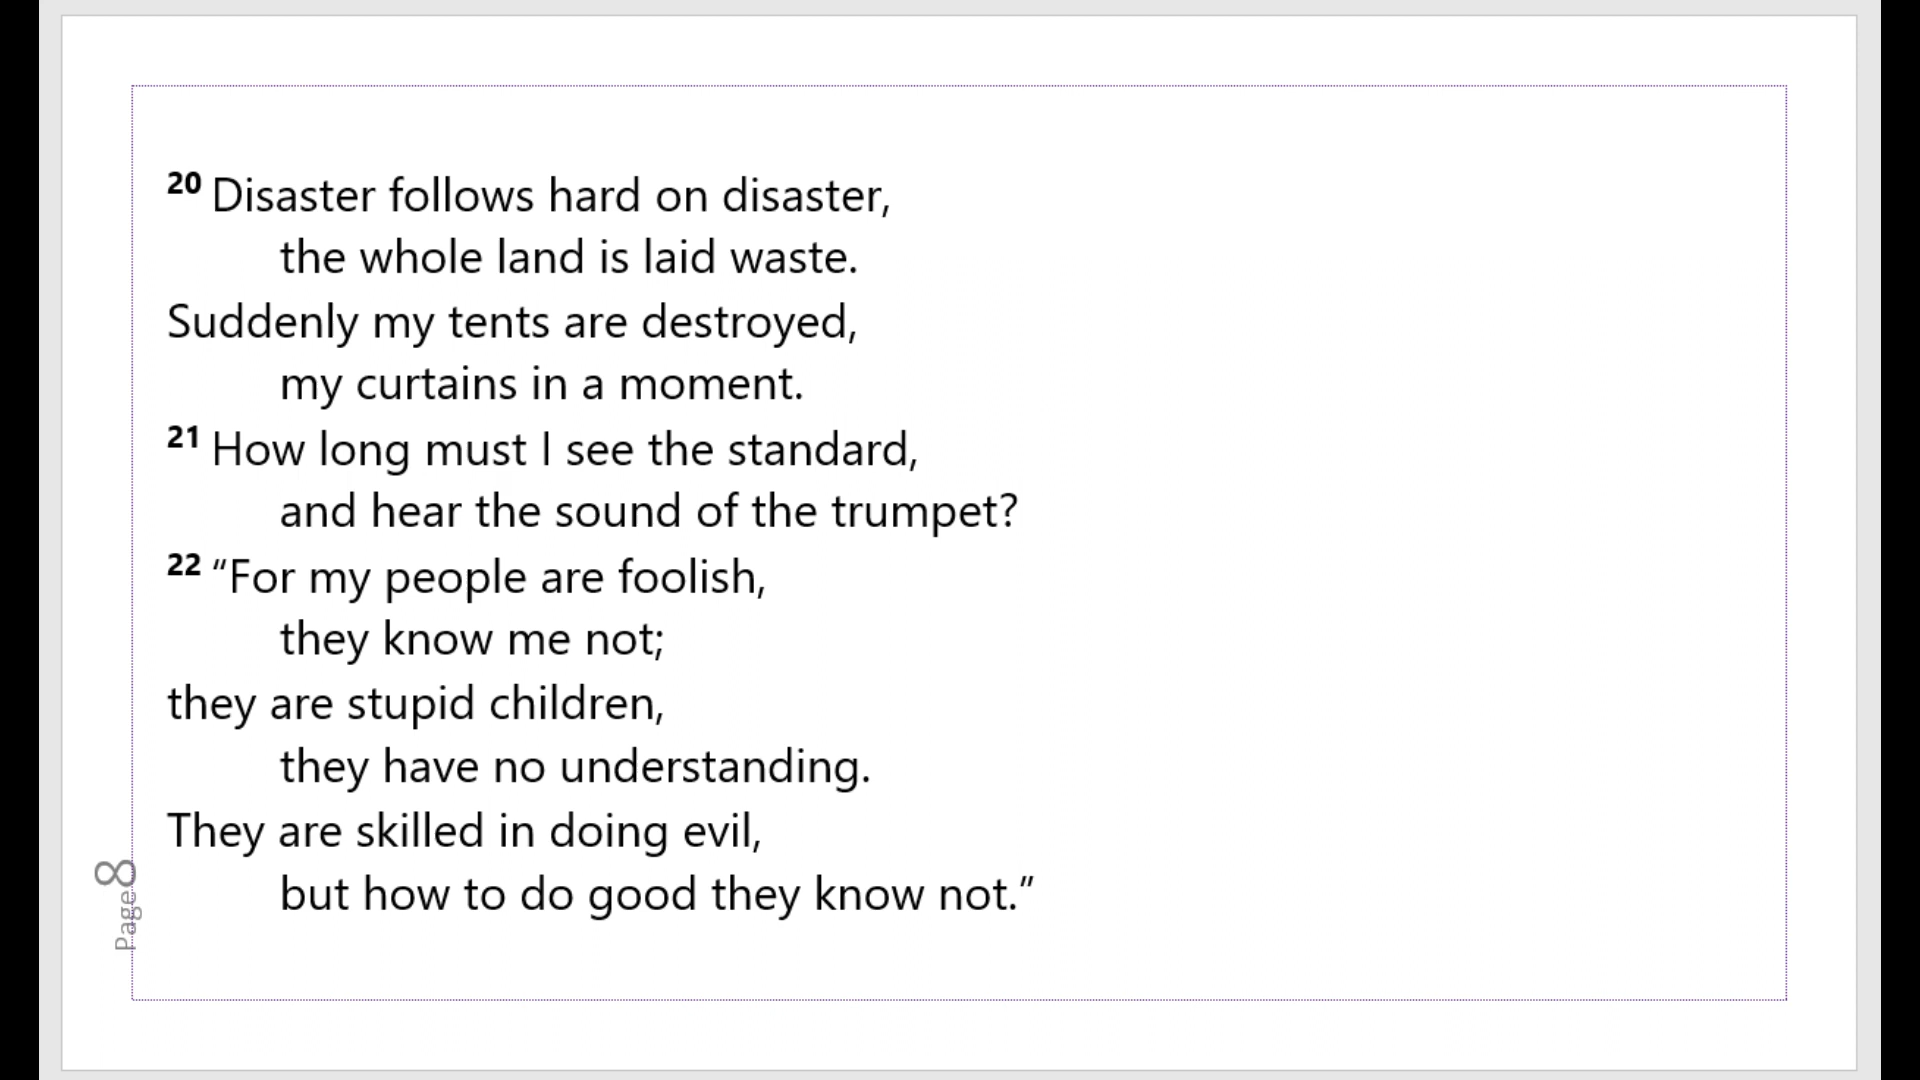 20 Disaster follows hard on disaster,
the whole land is laid waste.
Suddenly my tents are destroyed,
my curtains in a moment.
21 How long must I see the standard,
and hear the sound of the trumpet?
22 “For my people are foolish,
they know me not;
they are stupid children,
they have no understanding.
They are skilled in doing evil,
but how to do good they know not.”
Page 8